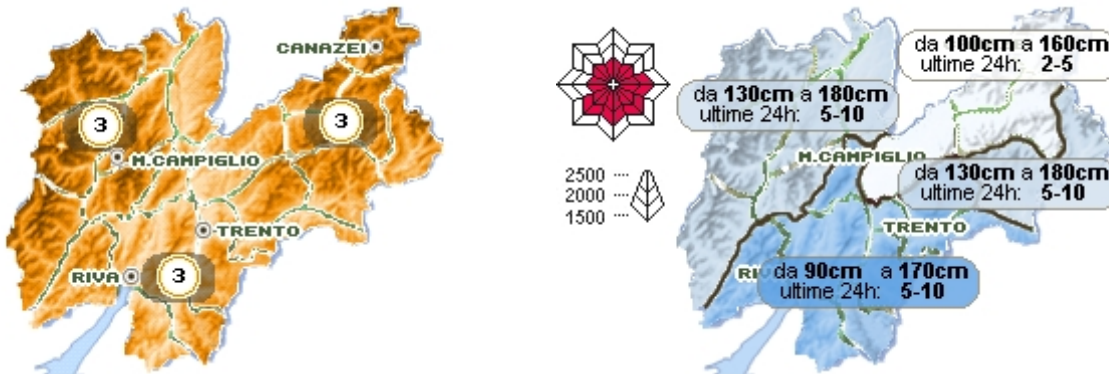 CANAZEI
3
3
M.CAMPIGLIO
TRENTO
RIVA
3
da 100cm a 160cm
ultime 24h: 2-5
da 130cm a 180cm
ultime 24h: 5-10
M.CAMPIGLIO
2500
2000
1500
da 130cm a 180cm
ultime 24h: 5-10
TRENTO
RI
da 90cm a 170cm
ultime 24h: 5-10